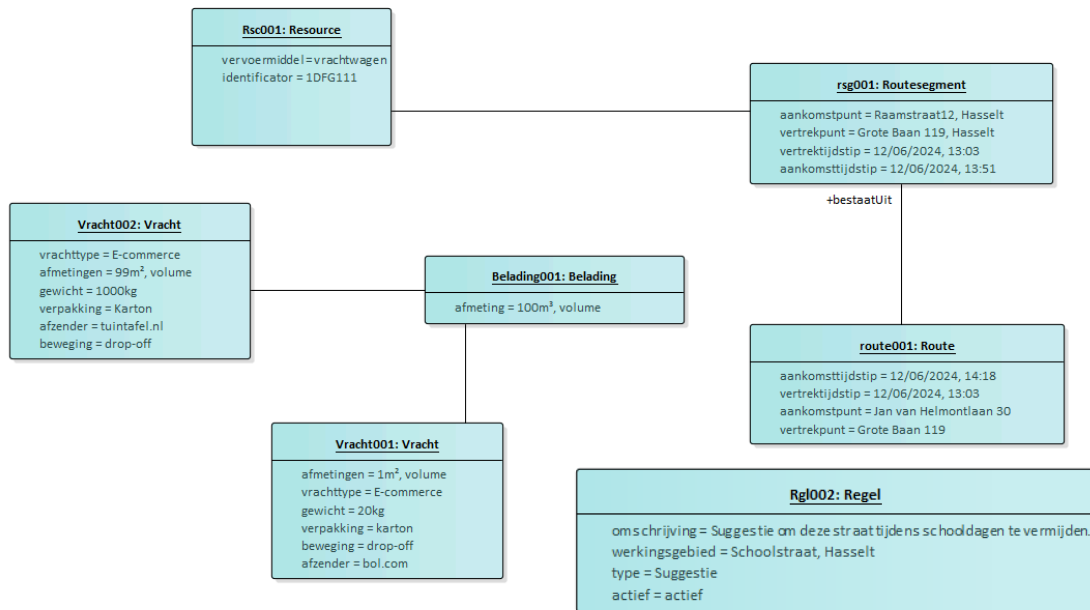 Rsc001: Resource
vervoermiddel=vrachtwagen
identificator = 1DFG111
rsg001: Routesegment
aankomstpunt = Raamstraat12, Hasselt
vertrekpunt = Grote Baan 119, Hasselt
vertrektijdstip = 12/06/2024, 13:03
aankomsttijdstip = 12/06/2024, 13:51
+bestaatUit
Vracht002: Vracht
vrachttype = E-commerce
afmetingen = 99m², volume
gewicht = 1000kg
verpakking = Karton
afzender = tuintafel.nl
beweging = drop-off
Belading001: Belading
afmeting = 100m³, volume
route001: Route
aankomsttijdstip = 12/06/2024, 14:18
vertrektijdstip = 12/06/2024, 13:03
aankomstpunt = Jan van Helmontlaan 30
vertrekpunt = Grote Baan 119
Vracht001: Vracht
afmetingen = 1m², volume
vrachttype = E-commerce
gewicht = 20kg
verpakking = karton
beweging = drop-off
afzender = bol.com
Rgl002: Regel
omschrijving = Suggestie om deze straat tijdens schooldagen te vermijden.
werkingsgebied = Schoolstraat, Hasselt
type = Suggestie
actief = actief